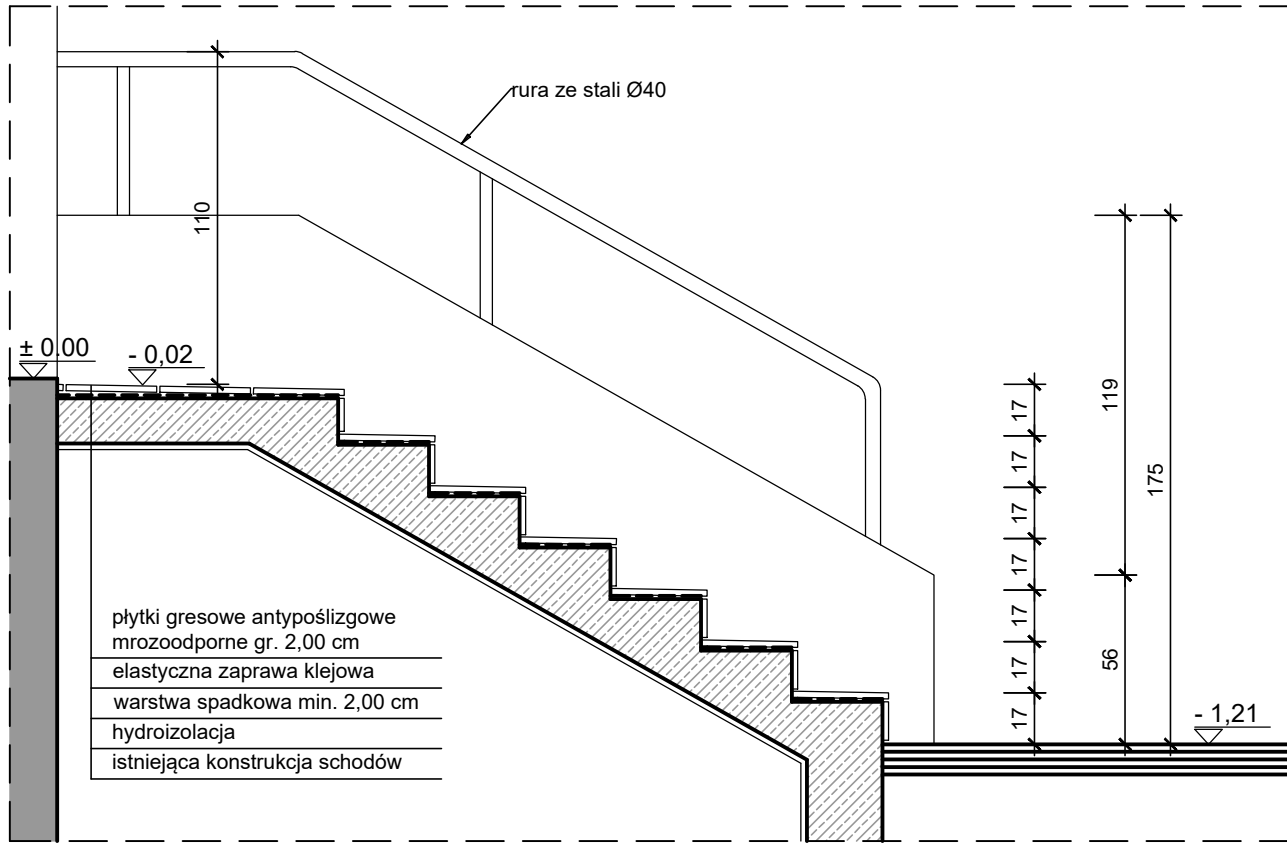 rura ze stali Ø40
110
± 0.00
- 0,02
17
17
17
17
17
17
17
119
56
175
- 1,21
płytki gresowe antypoślizgowe
mrozoodporne gr. 2,00 cm
elastyczna zaprawa klejowa
warstwa spadkowa min. 2,00 cm
hydroizolacja
istniejąca konstrukcja schodów